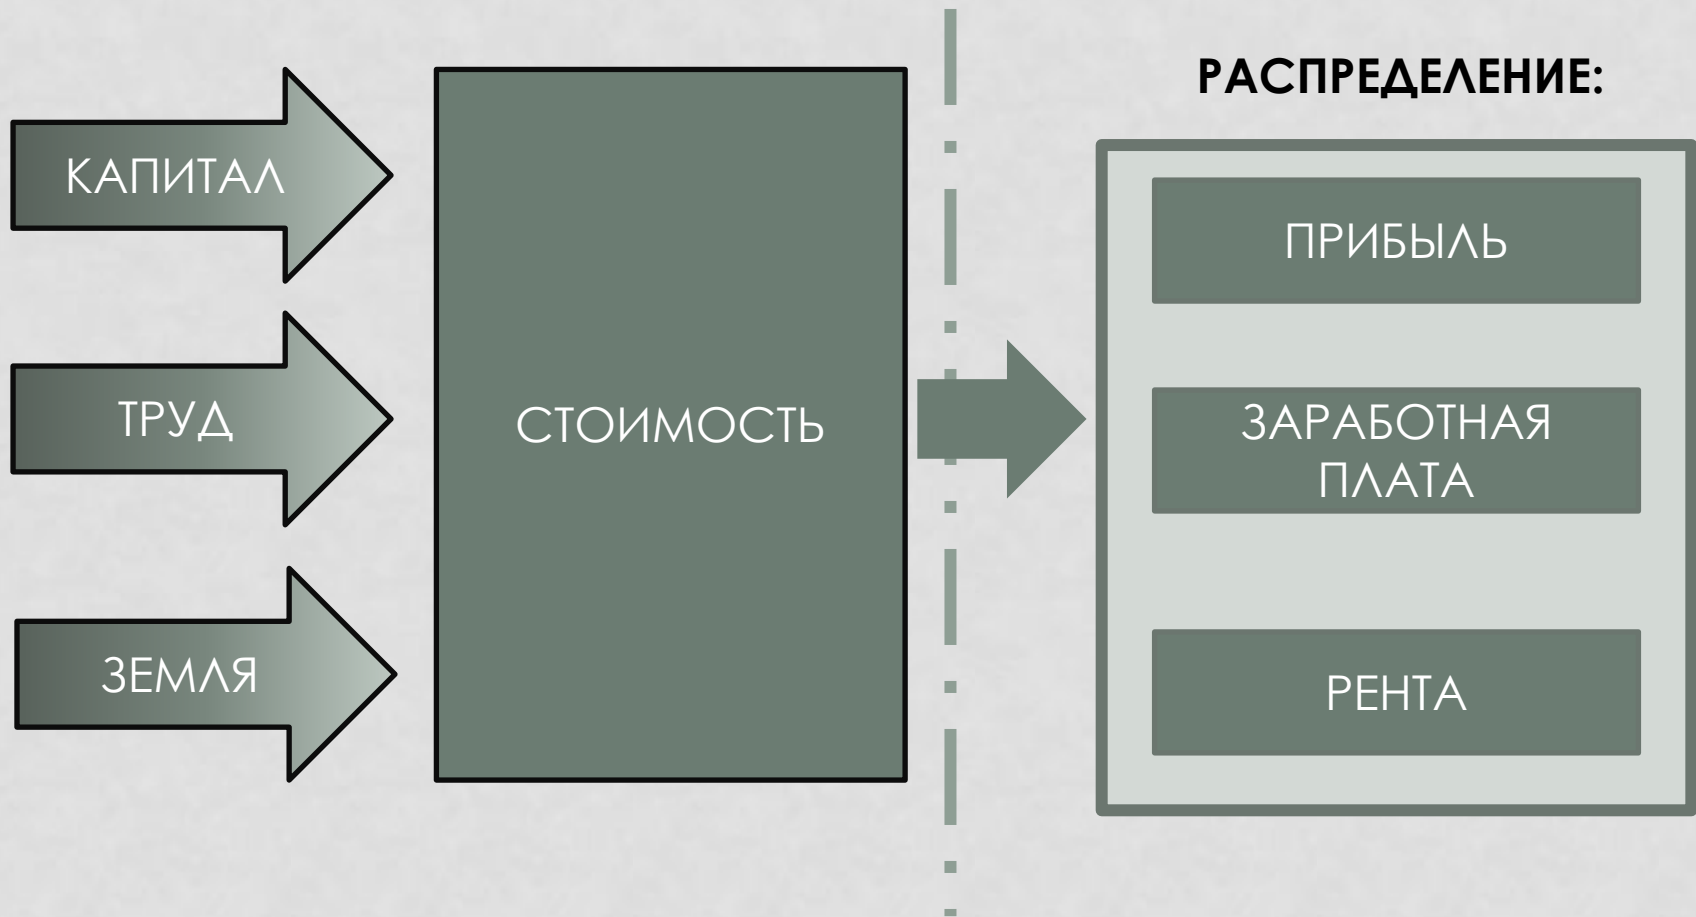 КАПИТАЛ
ТРУД
ЗЕМЛЯ
СТОИМОСТЬ
РАСПРЕДЕЛЕНИЕ:
ПРИБЫЛЬ
ЗАРАБОТНАЯ
ПЛАТА
РЕНТА